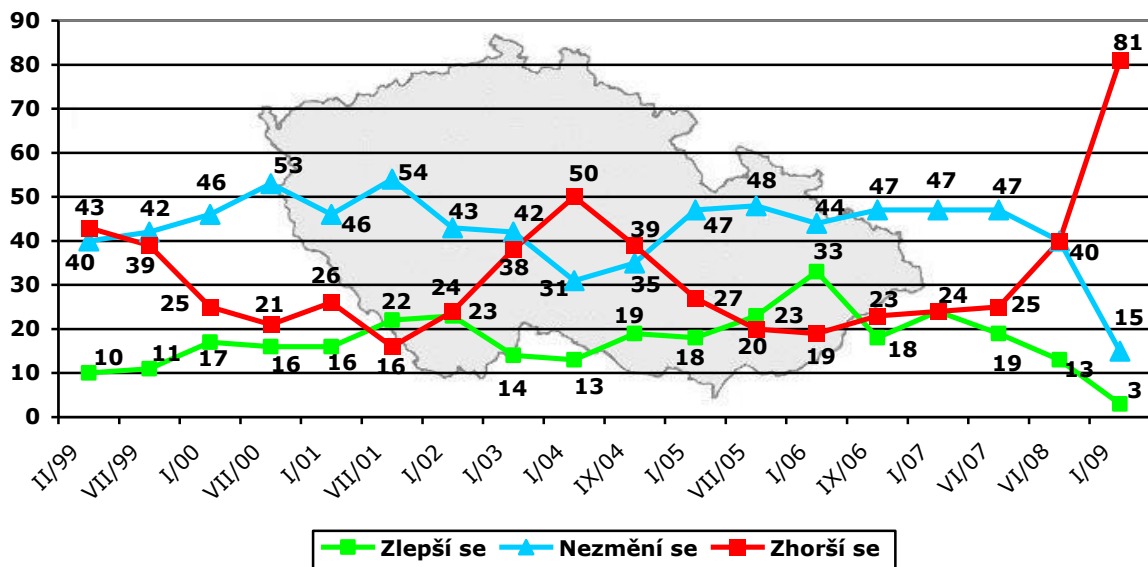 90
80
70
60
50
40
30
20
10
0
43 42 46 53 46 54 43 42 50 39 47 48 44 47 47 47 40 81
40 39 25 21 26 22 24 38 31 35 27 23 33 23 24 25 13 15
10 11 17 16 16 16 23 14 13 19 18 20 19 18 19 3
II/99 VII/99 I/00 VII/00 I/01 VII/01 I/02 I/03 I/04 IX/04 I/05 VII/05 I/06 IX/06 I/07 VI/07 VI/08 I/09
Zlepší se Nezmění se Zhorší se